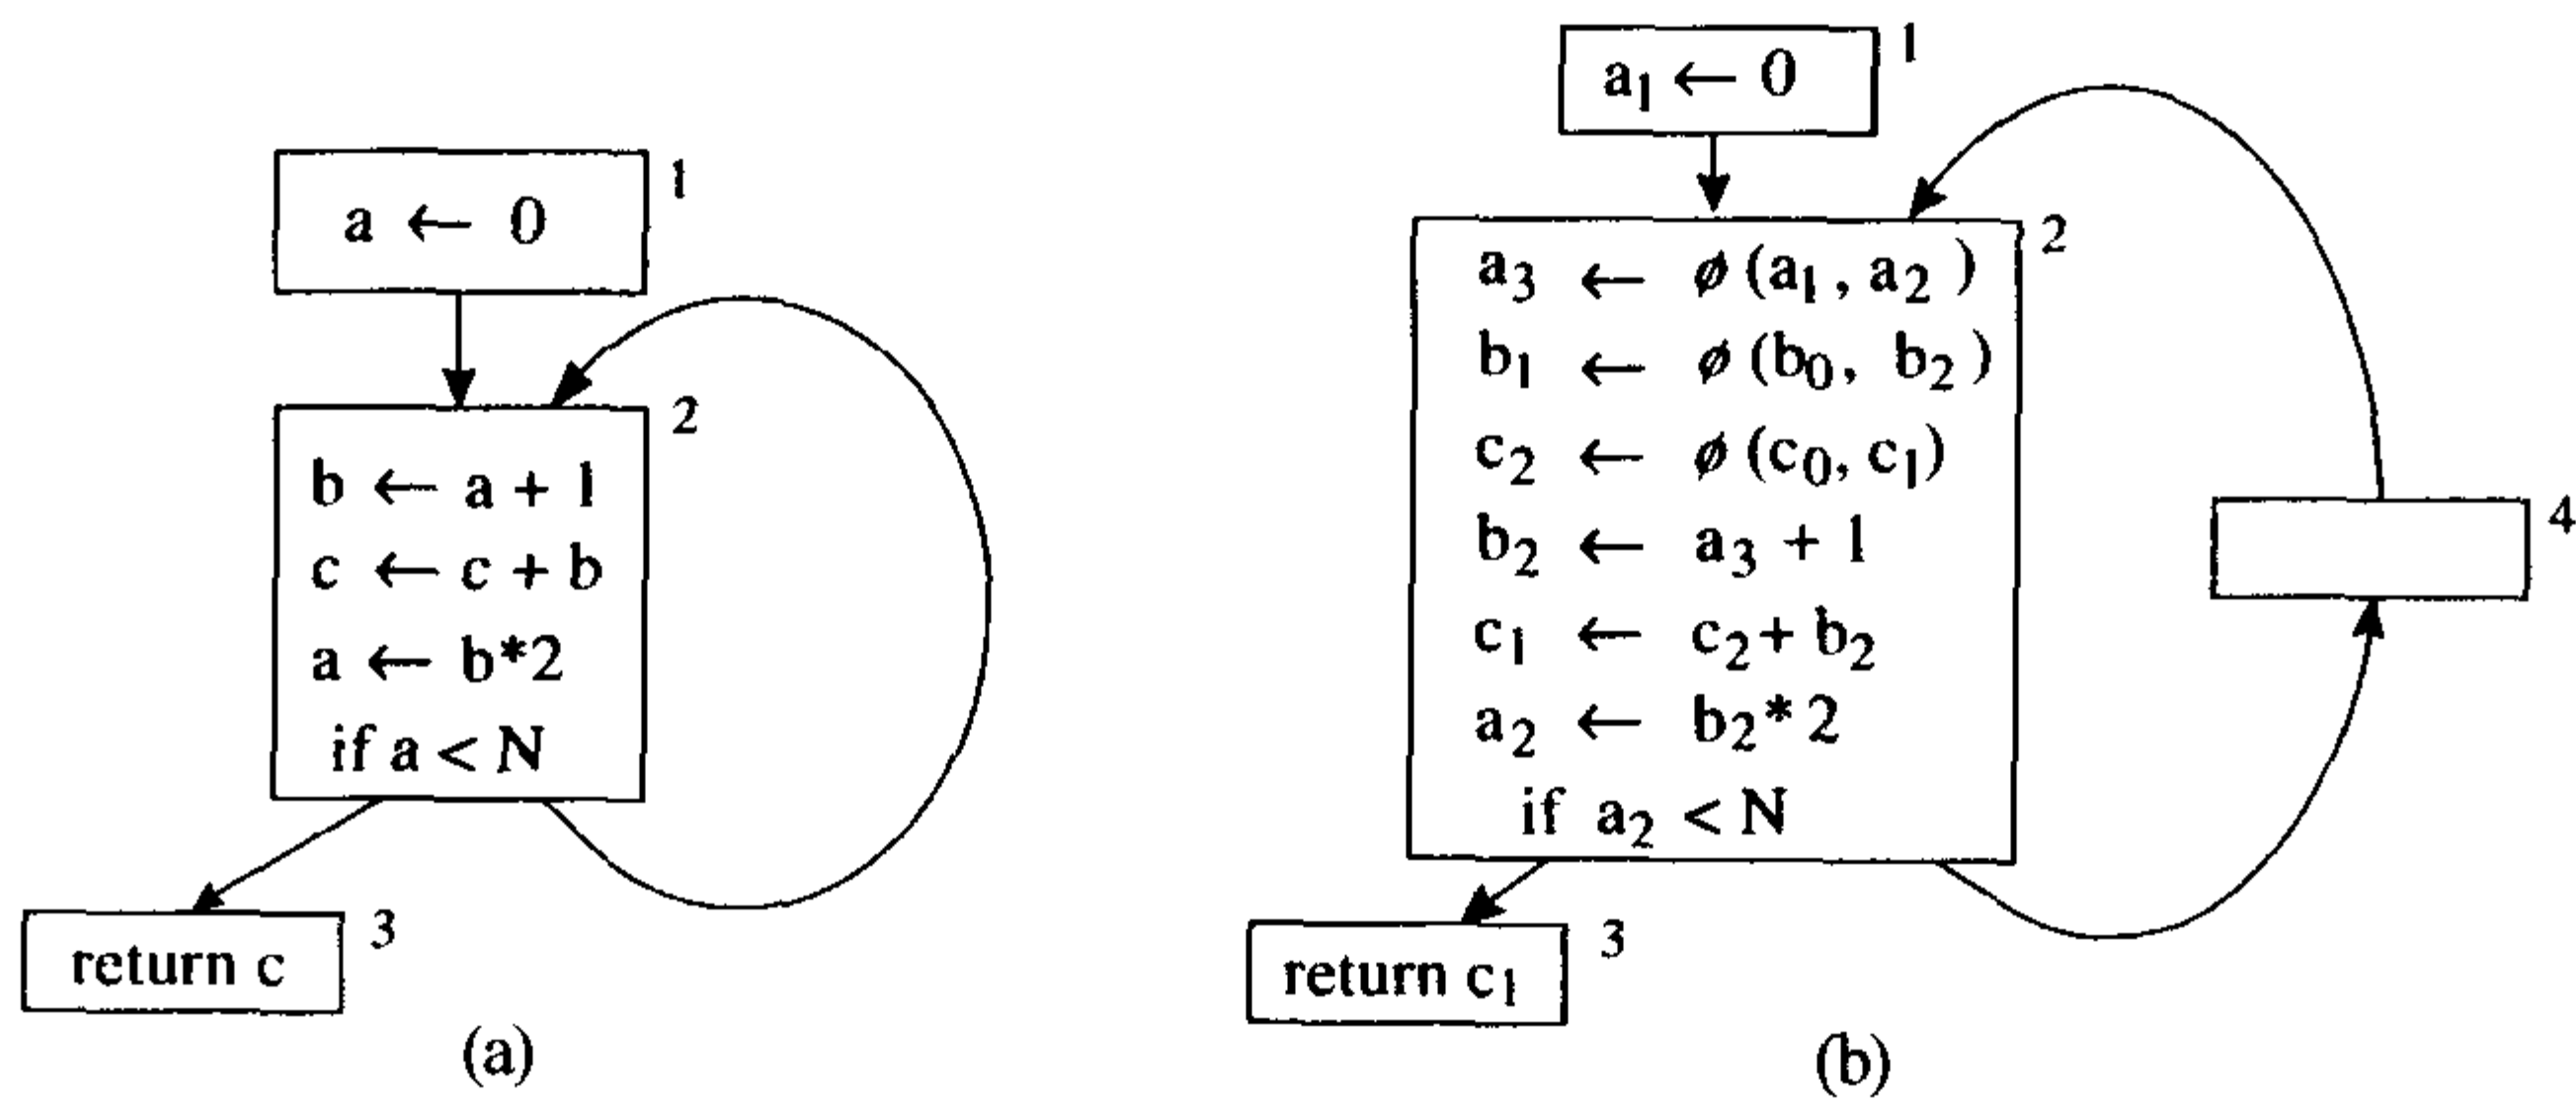 a ← 0
1
b ← a + 1
2
c ← c + b
a ← b*2
if a < N
return c
3
(a)
a₁ ← 0
1
a₃ ← ø (a₁, a₂ )
2
b₁ ← ø (b₀, b₂ )
c₂ ← ø (c₀, c₁)
b₂ ← a₃ + 1
c₁ ← c₂ + b₂
a₂ ← b₂ * 2
if a₂ < N
4
return c₁
3
(b)